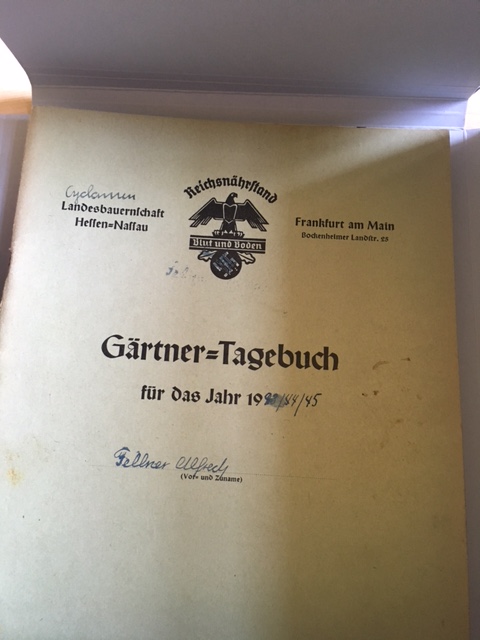 Cyclamen
Landesbauernschaft
Hessen=Nassau
Reichsnährstand
Blut und Boden
Frankfurt am Main
Bockenheimer Landstr. 25
Gärtner=Tagebuch
für das Jahr 19 /44/45
Fellner Alfred
(Vor= und Zuname)